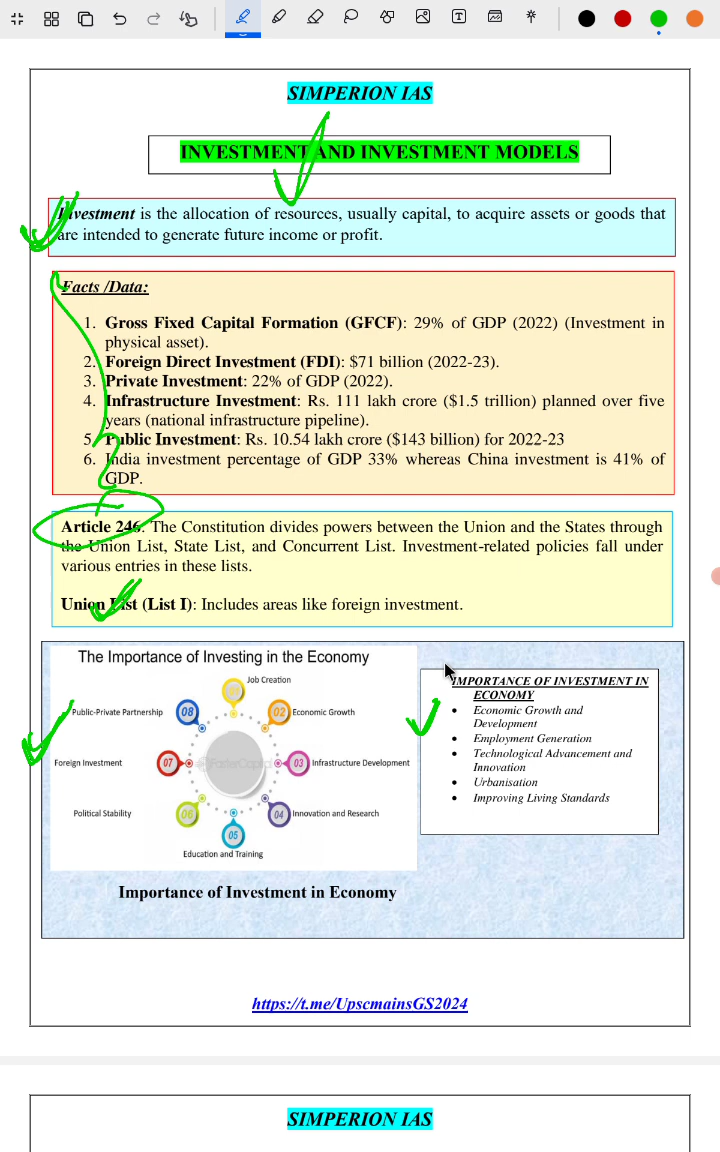 SIMPERION IAS
INVESTMENT AND INVESTMENT MODELS
Investment is the allocation of resources, usually capital, to acquire assets or goods that
are intended to generate future income or profit.
Facts /Data:
1. Gross Fixed Capital Formation (GFCF): 29% of GDP (2022) (Investment in
physical asset).
2. Foreign Direct Investment (FDI): $71 billion (2022-23).
3. Private Investment: 22% of GDP (2022).
4. Infrastructure Investment: Rs. 111 lakh crore ($1.5 trillion) planned over five
years (national infrastructure pipeline).
5. Public Investment: Rs. 10.54 lakh crore ($143 billion) for 2022-23
6. India investment percentage of GDP 33% whereas China investment is 41% of
GDP.
Article 246: The Constitution divides powers between the Union and the States through
the Union List, State List, and Concurrent List. Investment-related policies fall under
various entries in these lists.
Union List (List I): Includes areas like foreign investment.
The Importance of Investing in the Economy
01 Job Creation
02 Economic Growth
03 Infrastructure Development
04 Innovation and Research
05 Education and Training
06 Political Stability
07 Foreign Investment
08 Public-Private Partnership
FasterCapital
Importance of Investment in Economy
IMPORTANCE OF INVESTMENT IN
ECONOMY
• Economic Growth and
Development
• Employment Generation
• Technological Advancement and
Innovation
• Urbanisation
• Improving Living Standards
https://t.me/UpscmainsGS2024
SIMPERION IAS